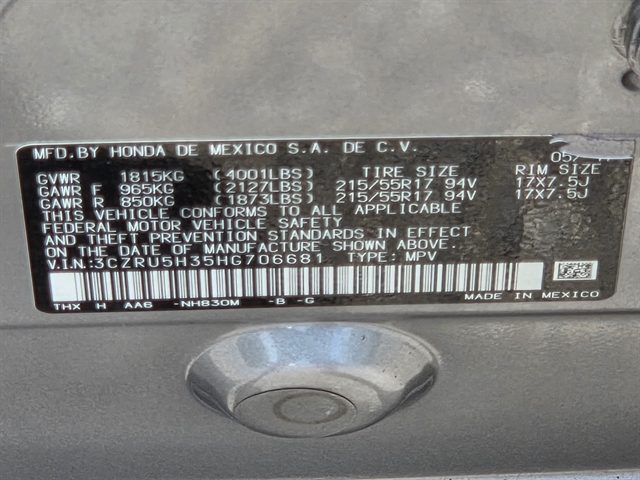 MFD.BY HONDA DE MEXICO S.A. DE C.V. 05/
GVWR 1815KG (4001LBS) TIRE SIZE RIM SIZE
GAWR F 965KG (2127LBS) 215/55R17 94V 17X7.5J
GAWR R 850KG (1873LBS) 215/55R17 94V 17X7.5J
THIS VEHICLE CONFORMS TO ALL APPLICABLE
FEDERAL MOTOR VEHICLE SAFETY
AND THEFT PREVENTION STANDARDS IN EFFECT
ON THE DATE OF MANUFACTURE SHOWN ABOVE.
V.I.N:3CZRU5H35HG706681 TYPE: MPV
THX H AA6 -NH830M -B -G MADE IN MEXICO